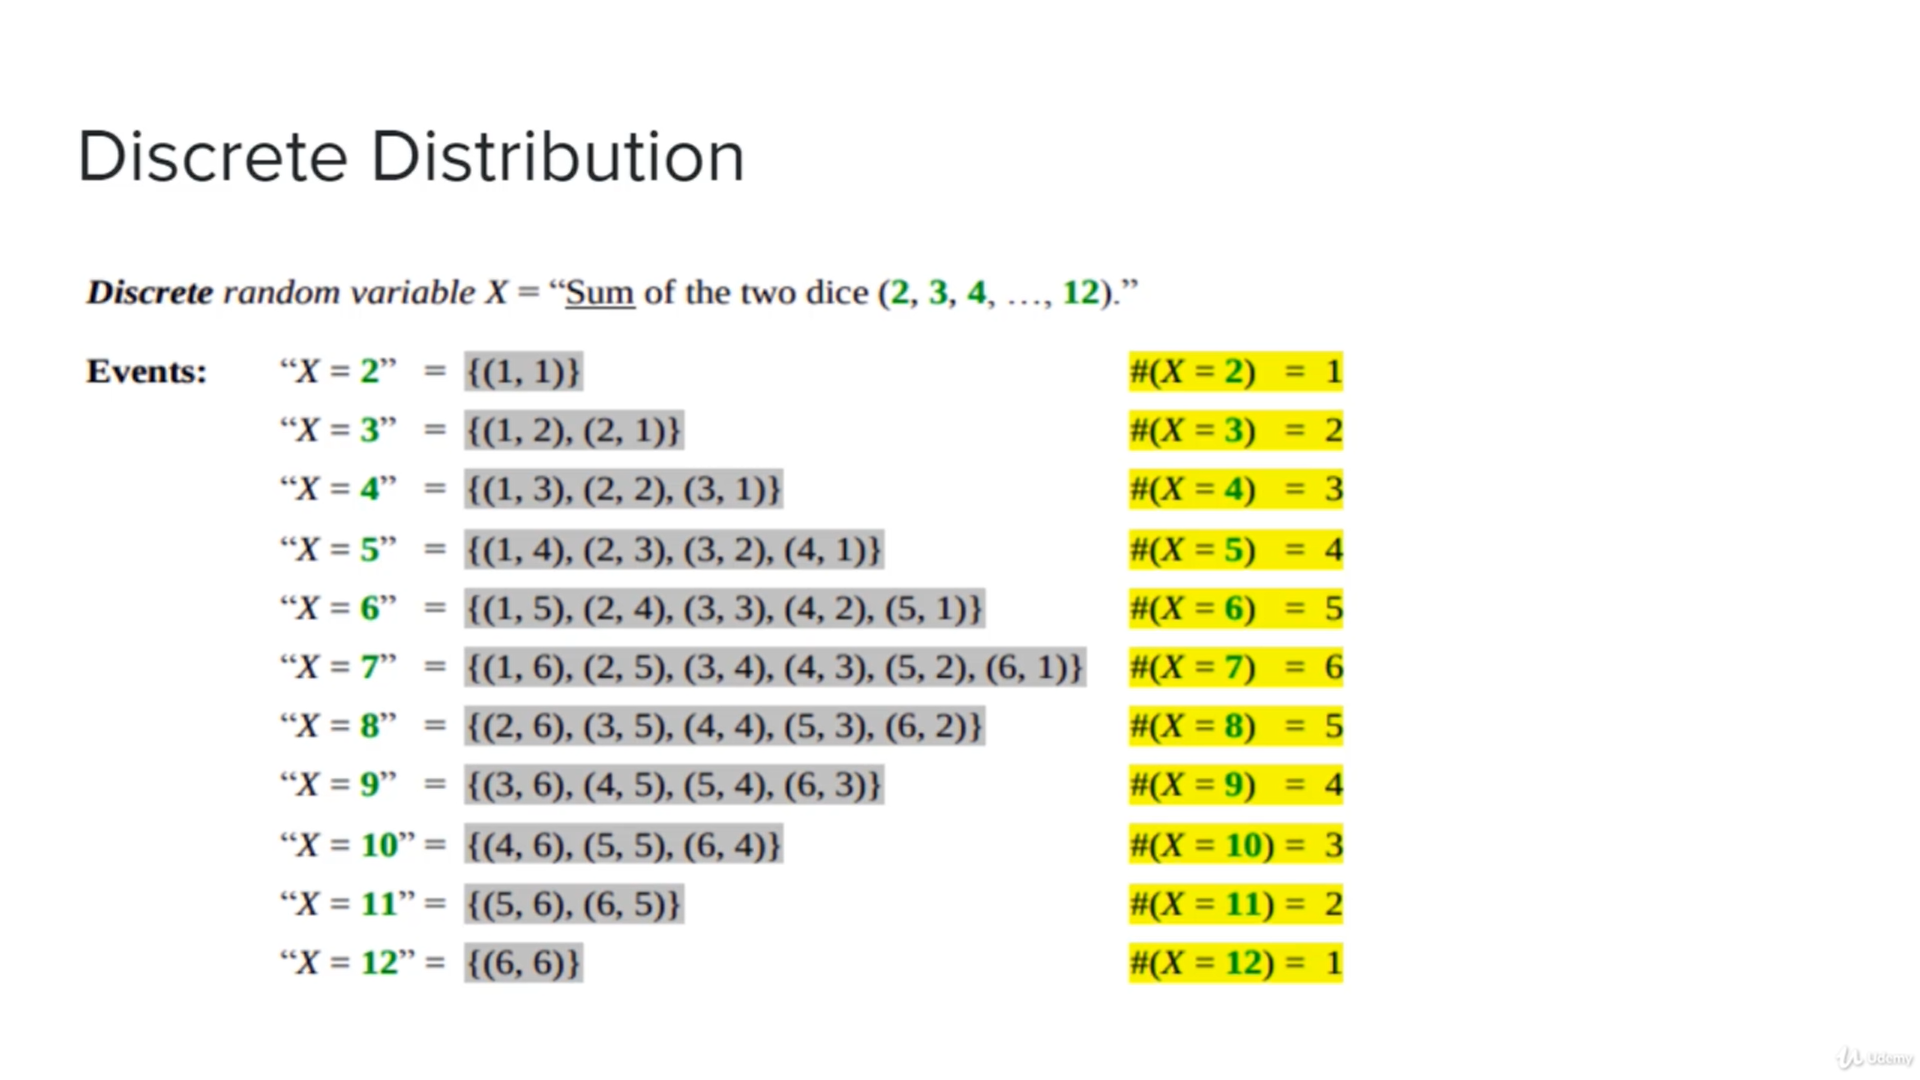 Discrete Distribution
Discrete random variable X = “Sum of the two dice (2, 3, 4, …, 12).”
Events: “X = 2” = {(1, 1)} #(X = 2) = 1
“X = 3” = {(1, 2), (2, 1)} #(X = 3) = 2
“X = 4” = {(1, 3), (2, 2), (3, 1)} #(X = 4) = 3
“X = 5” = {(1, 4), (2, 3), (3, 2), (4, 1)} #(X = 5) = 4
“X = 6” = {(1, 5), (2, 4), (3, 3), (4, 2), (5, 1)} #(X = 6) = 5
“X = 7” = {(1, 6), (2, 5), (3, 4), (4, 3), (5, 2), (6, 1)} #(X = 7) = 6
“X = 8” = {(2, 6), (3, 5), (4, 4), (5, 3), (6, 2)} #(X = 8) = 5
“X = 9” = {(3, 6), (4, 5), (5, 4), (6, 3)} #(X = 9) = 4
“X = 10” = {(4, 6), (5, 5), (6, 4)} #(X = 10) = 3
“X = 11” = {(5, 6), (6, 5)} #(X = 11) = 2
“X = 12” = {(6, 6)} #(X = 12) = 1
Udemy